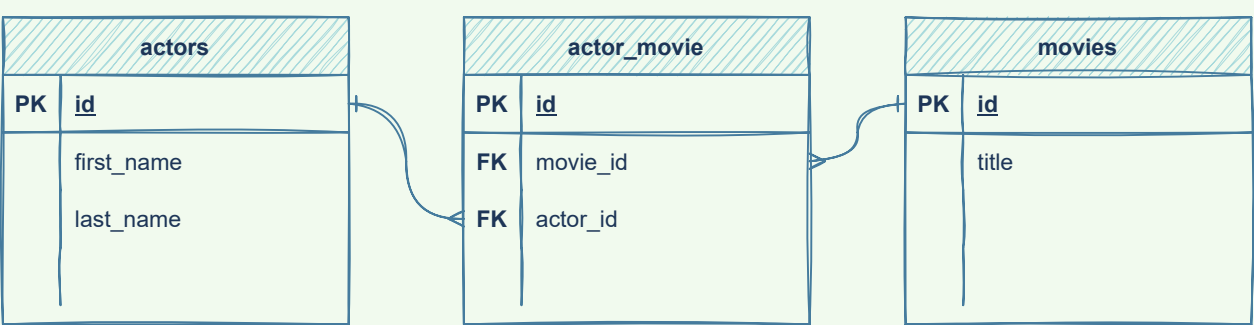 actors
PK id
first_name
last_name
actor_movie
PK id
FK movie_id
FK actor_id
movies
PK id
title